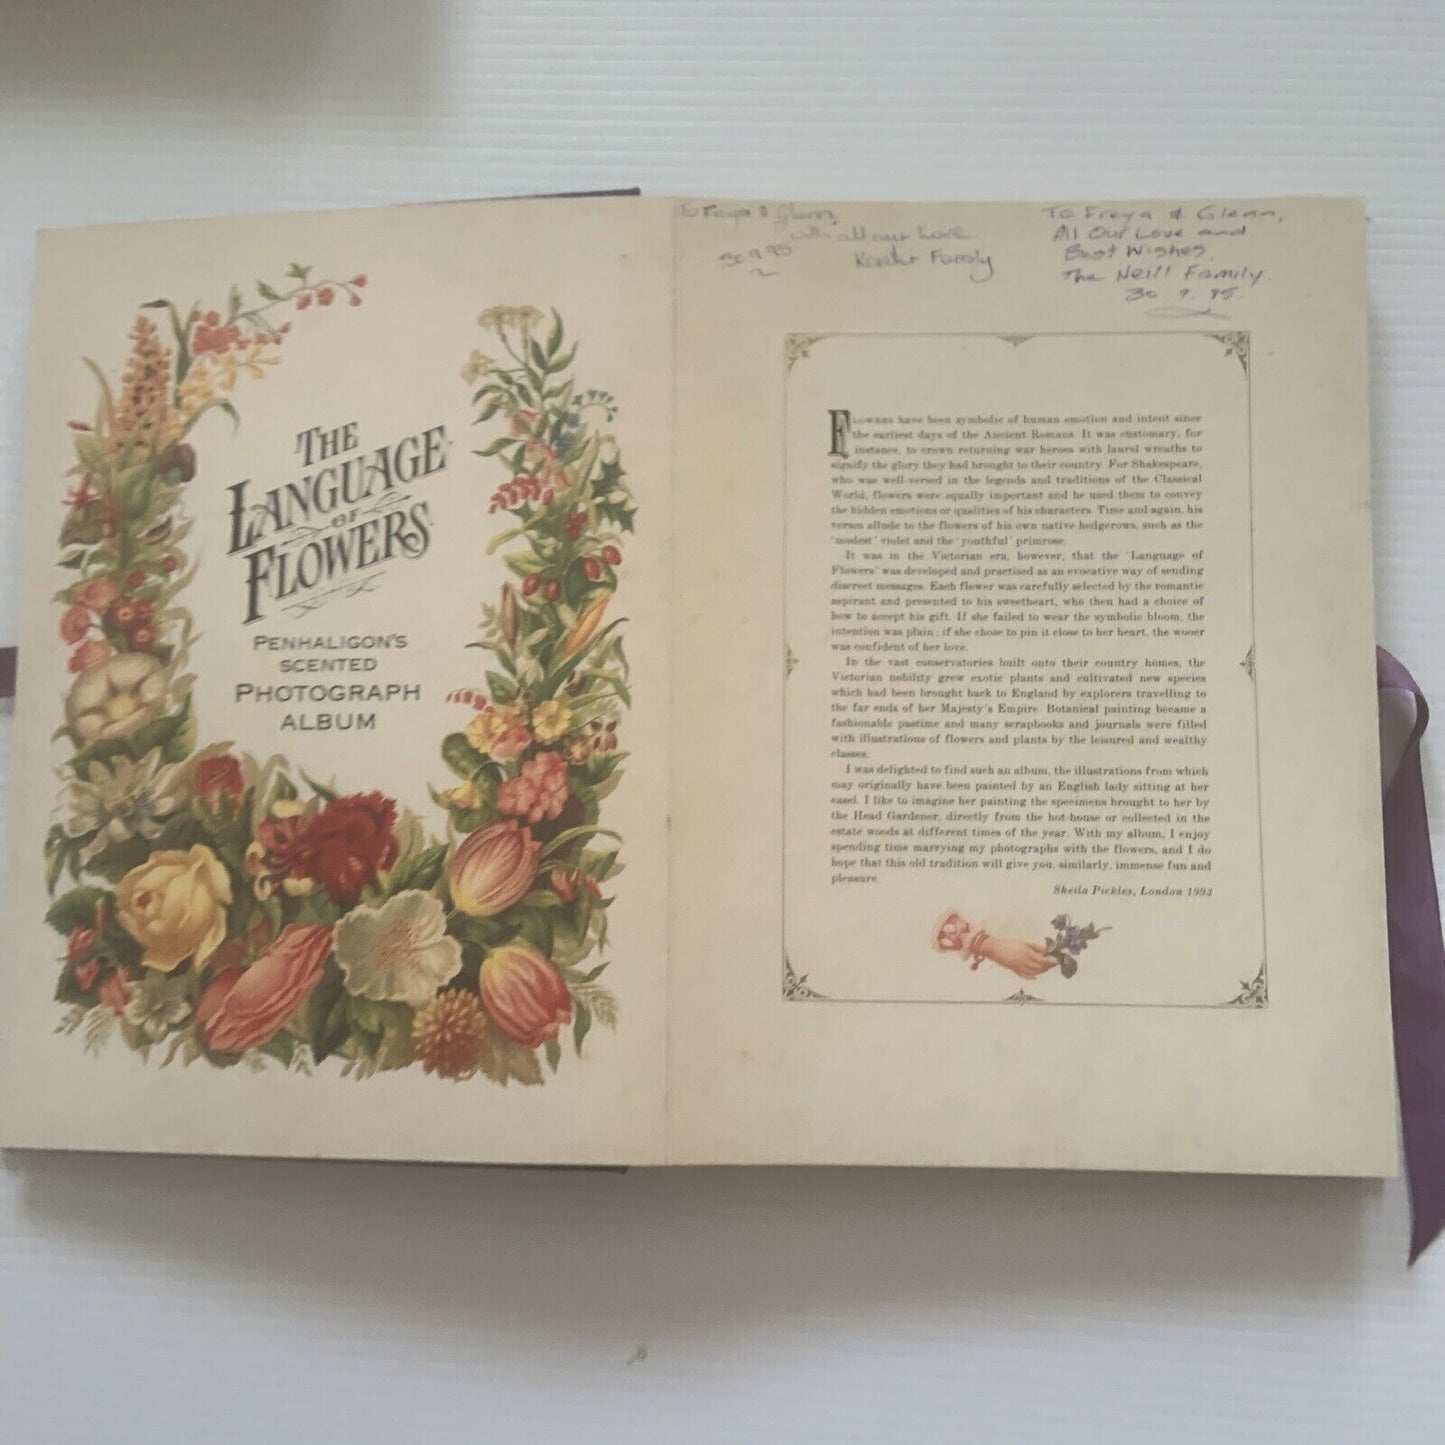 THE
LANGUAGE
OF
FLOWERS
PENHALIGON'S
SCENTED
PHOTOGRAPH
ALBUM
To Freya & Glenn,
with all our love
30 9 95
Family
To Freya & Glenn,
All Our Love and
Best Wishes,
The Neill Family.
30 9. 95.
FLOWERS have been symbolic of human emotion and intent since
the earliest days of the Ancient Romans. It was customary, for
instance, to crown returning war heroes with laurel wreaths to
signify the glory they had brought to their country. For Shakespeare,
who was well-versed in the legends and traditions of the Classical
World, flowers were equally important and he used them to convey
the hidden emotions or qualities of his characters. Time and again, his
verses allude to the flowers of his own native hedgerows, such as the
'modest' violet and the 'youthful' primrose.
It was in the Victorian era, however, that the 'Language of
Flowers' was developed and practised as an evocative way of sending
discreet messages. Each flower was carefully selected by the romantic
aspirant and presented to his sweetheart, who then had a choice of
how to accept his gift. If she failed to wear the symbolic bloom, the
intention was plain; if she chose to pin it close to her heart, the wooer
was confident of her love.
In the vast conservatories built onto their country homes, the
Victorian nobility grew exotic plants and cultivated new species
which had been brought back to England by explorers travelling to
the far ends of her Majesty's Empire. Botanical painting became a
fashionable pastime and many scrapbooks and journals were filled
with illustrations of flowers and plants by the leisured and wealthy
classes.
I was delighted to find such an album, the illustrations from which
may originally have been painted by an English lady sitting at her
easel. I like to imagine her painting the specimens brought to her by
the Head Gardener, directly from the hot-house or collected in the
estate woods at different times of the year. With my album, I enjoy
spending time marrying my photographs with the flowers, and I do
hope that this old tradition will give you, similarly, immense fun and
pleasure.
Sheila Pickles, London 1992